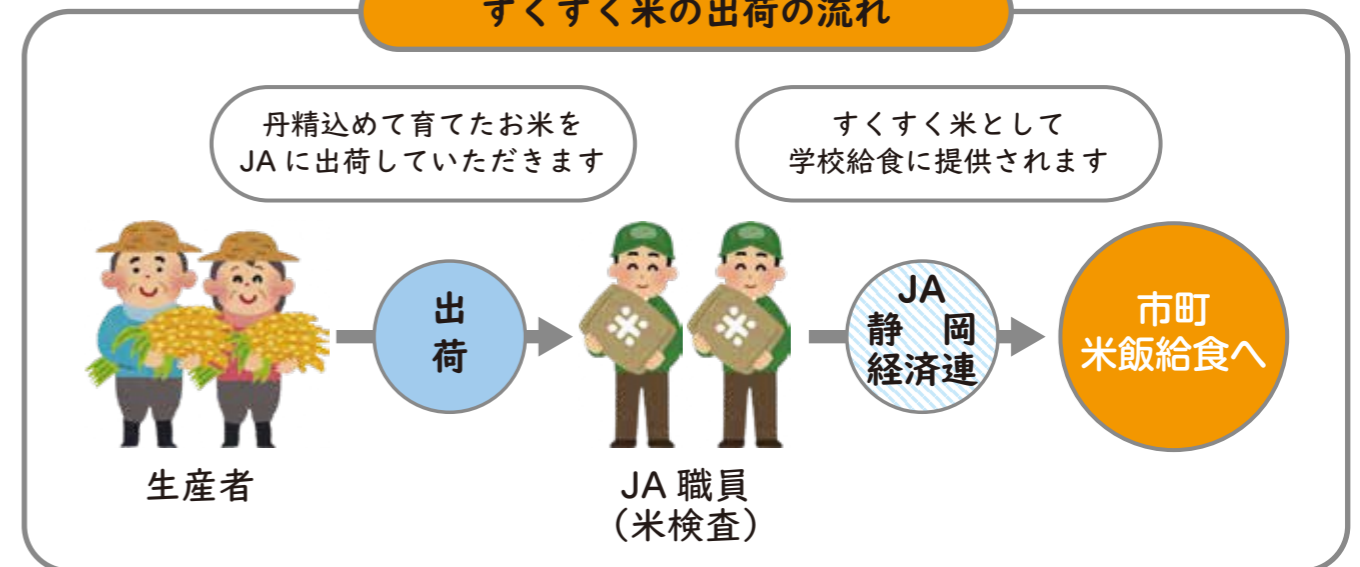 すくすく米の出荷の流れ
丹精込めて育てたお米を
JAに出荷していただきます
すくすく米として
学校給食に提供されます
出
荷
米
米
JA
静 岡
経済連
市町
米飯給食へ
生産者
JA 職員
（米検査）